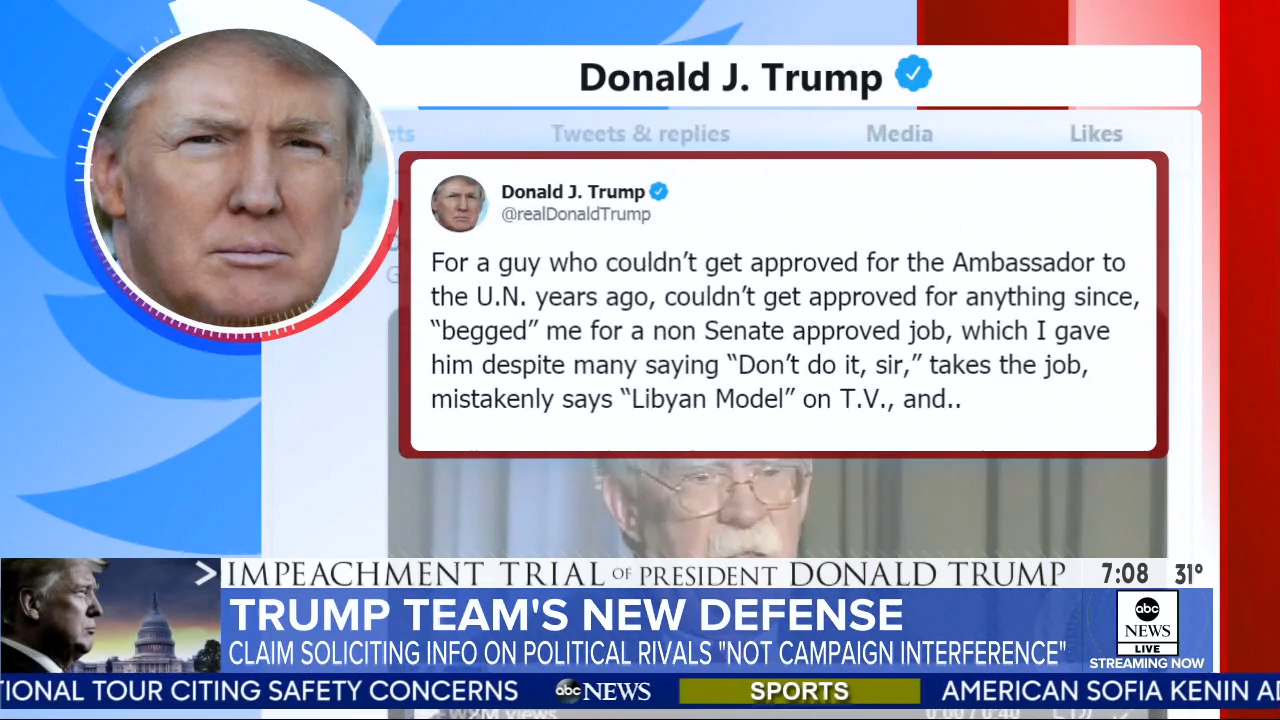 Donald J. Trump
Tweets & replies Media Likes
Donald J. Trump
@realDonaldTrump
For a guy who couldn’t get approved for the Ambassador to
the U.N. years ago, couldn’t get approved for anything since,
“begged” me for a non Senate approved job, which I gave
him despite many saying “Don’t do it, sir,” takes the job,
mistakenly says “Libyan Model” on T.V., and..
> IMPEACHMENT TRIAL OF PRESIDENT DONALD TRUMP 7:08 31°
TRUMP TEAM'S NEW DEFENSE
CLAIM SOLICITING INFO ON POLITICAL RIVALS "NOT CAMPAIGN INTERFERENCE"
abc
NEWS
LIVE
STREAMING NOW
TIONAL TOUR CITING SAFETY CONCERNS abc NEWS SPORTS AMERICAN SOFIA KENIN
views